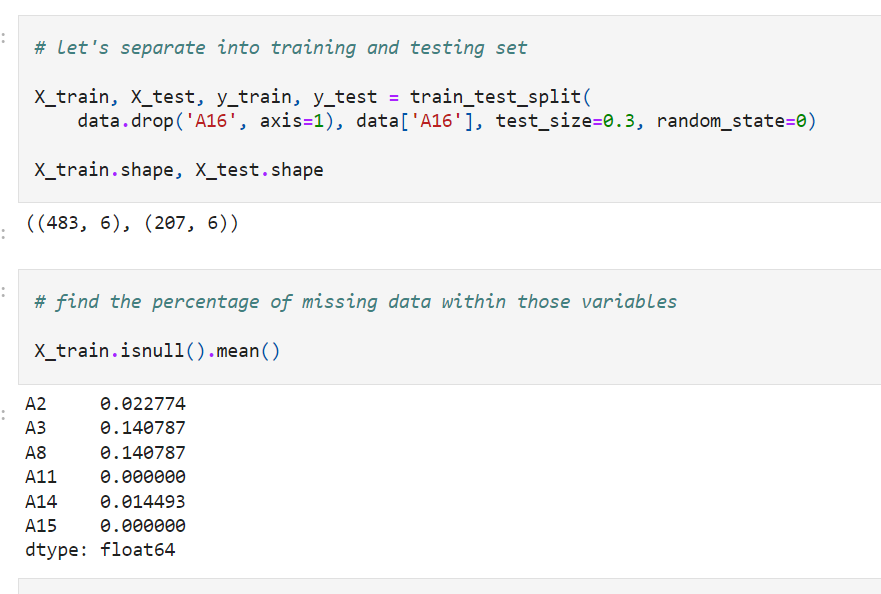 # let's separate into training and testing set
X_train, X_test, y_train, y_test = train_test_split(
data.drop('A16', axis=1), data['A16'], test_size=0.3, random_state=0)
X_train.shape, X_test.shape
((483, 6), (207, 6))
# find the percentage of missing data within those variables
X_train.isnull().mean()
A2 0.022774
A3 0.140787
A8 0.140787
A11 0.000000
A14 0.014493
A15 0.000000
dtype: float64